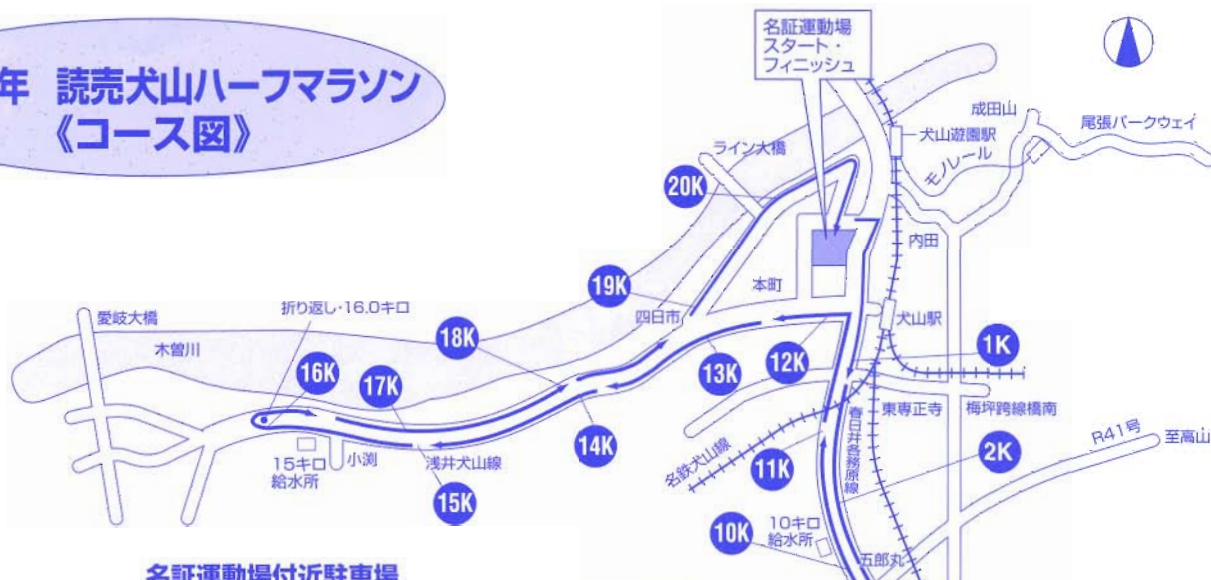 年 読売犬山ハーフマラソン
《コース図》
名証運動場
スタート・
フィニッシュ
成田山
犬山遊園駅
尾張パークウェイ
モノレール
ライン大橋
20K
内田
本町
19K
四日市
犬山駅
折り返し・16.0キロ
愛岐大橋
木曽川
18K
1K
16K
17K
13K
12K
東専正寺
梅坪跨線橋南
春日井各務原線
R41号
至高山
14K
名鉄犬山線
11K
2K
小渕
浅井犬山線
15キロ
給水所
15K
10K
10キロ
給水所
五郎丸
名証運動場付近駐車場